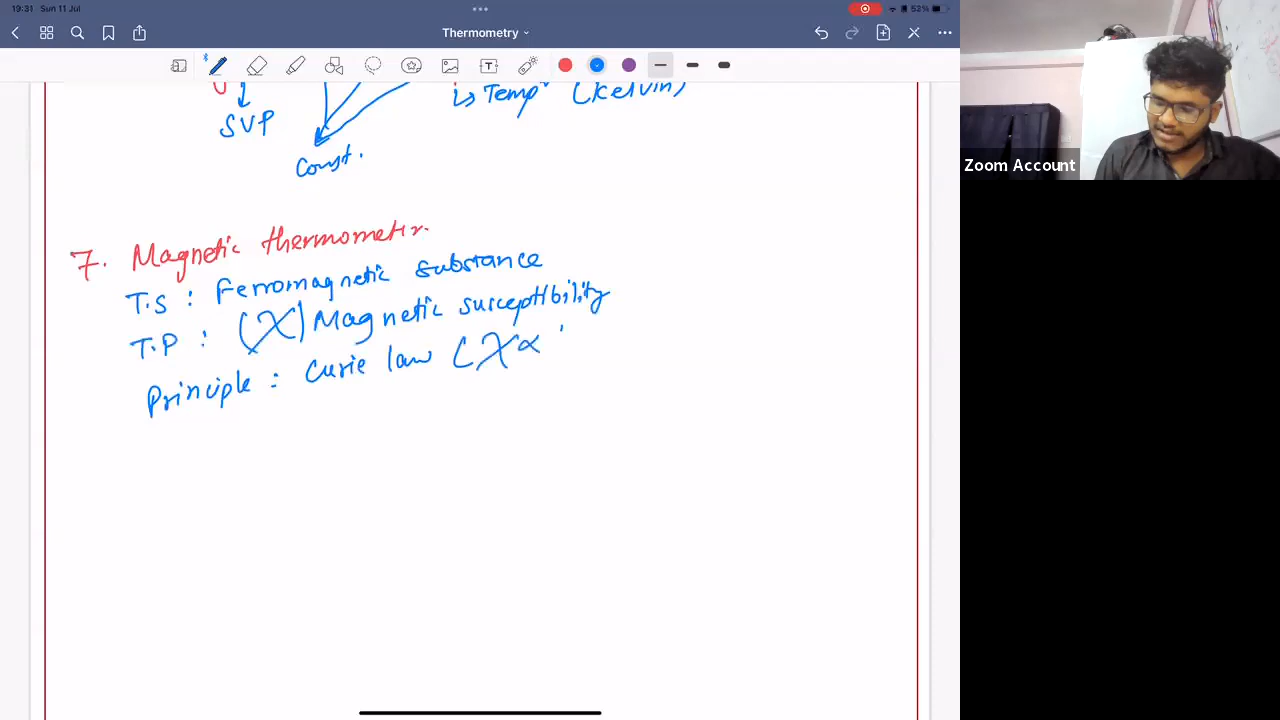 19:31 Sun 11 Jul
52%
Thermometry
Temp^r (Kelvin)
SVP
Const.
Zoom Account
7. Magnetic thermometer.
T.S : Ferromagnetic substance
T.P : (χ) Magnetic susceptibility
Principle : Curie law ( χ ∝ '